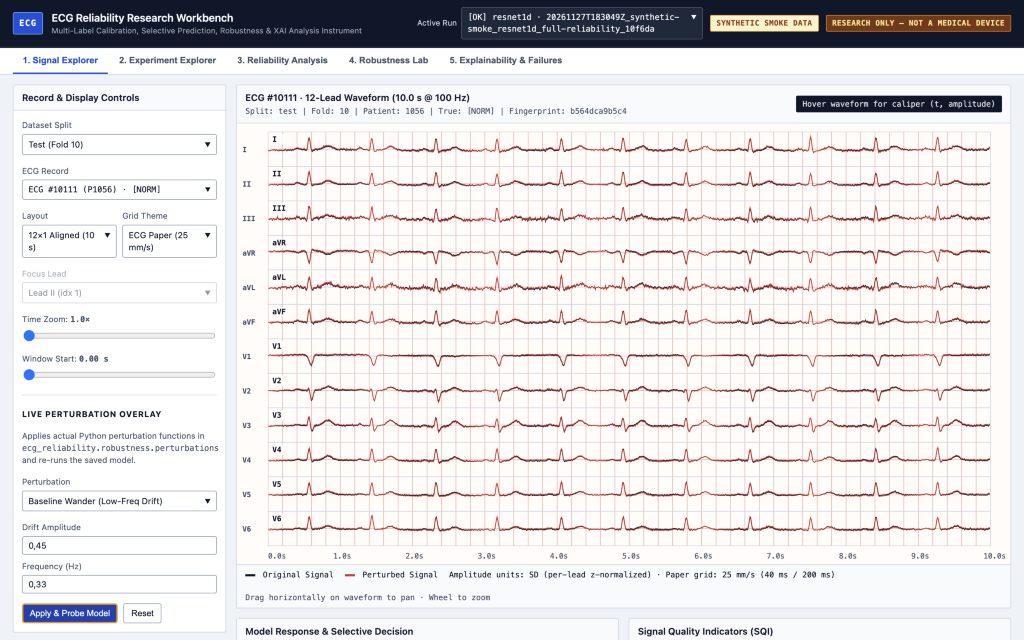 ECG
ECG Reliability Research Workbench
Multi-Label Calibration, Selective Prediction, Robustness & XAI Analysis Instrument
Active Run
[OK] resnet1d · 20261127T183049Z_synthetic-
smoke_resnet1d_full-reliability_10f6da
SYNTHETIC SMOKE DATA
RESEARCH ONLY — NOT A MEDICAL DEVICE
1. Signal Explorer
2. Experiment Explorer
3. Reliability Analysis
4. Robustness Lab
5. Explainability & Failures
Record & Display Controls
Dataset Split
Test (Fold 10)
ECG Record
ECG #10111 (P1056) · [NORM]
Layout
Grid Theme
12×1 Aligned (10
s)
ECG Paper (25
mm/s)
Focus Lead
Lead II (idx 1)
Time Zoom: 1.0×
Window Start: 0.00 s
LIVE PERTURBATION OVERLAY
Applies actual Python perturbation functions in
ecg_reliability.robustness.perturbations
and re-runs the saved model.
Perturbation
Baseline Wander (Low-Freq Drift)
Drift Amplitude
0,45
Frequency (Hz)
0,33
Apply & Probe Model
Reset
ECG #10111 · 12-Lead Waveform (10.0 s @ 100 Hz)
Split: test | Fold: 10 | Patient: 1056 | True: [NORM] | Fingerprint: b564dca9b5c4
Hover waveform for caliper (t, amplitude)
I
I
II
II
III
III
aVR
aVR
aVL
aVL
aVF
aVF
V1
V1
V2
V2
V3
V3
V4
V4
V5
V5
V6
V6
0.0s 1.0s 2.0s 3.0s 4.0s 5.0s 6.0s 7.0s 8.0s 9.0s 10.0s
Original Signal
Perturbed Signal
Amplitude units: SD (per-lead z-normalized) · Paper grid: 25 mm/s (40 ms / 200 ms)
Drag horizontally on waveform to pan · Wheel to zoom
Model Response & Selective Decision
Signal Quality Indicators (SQI)